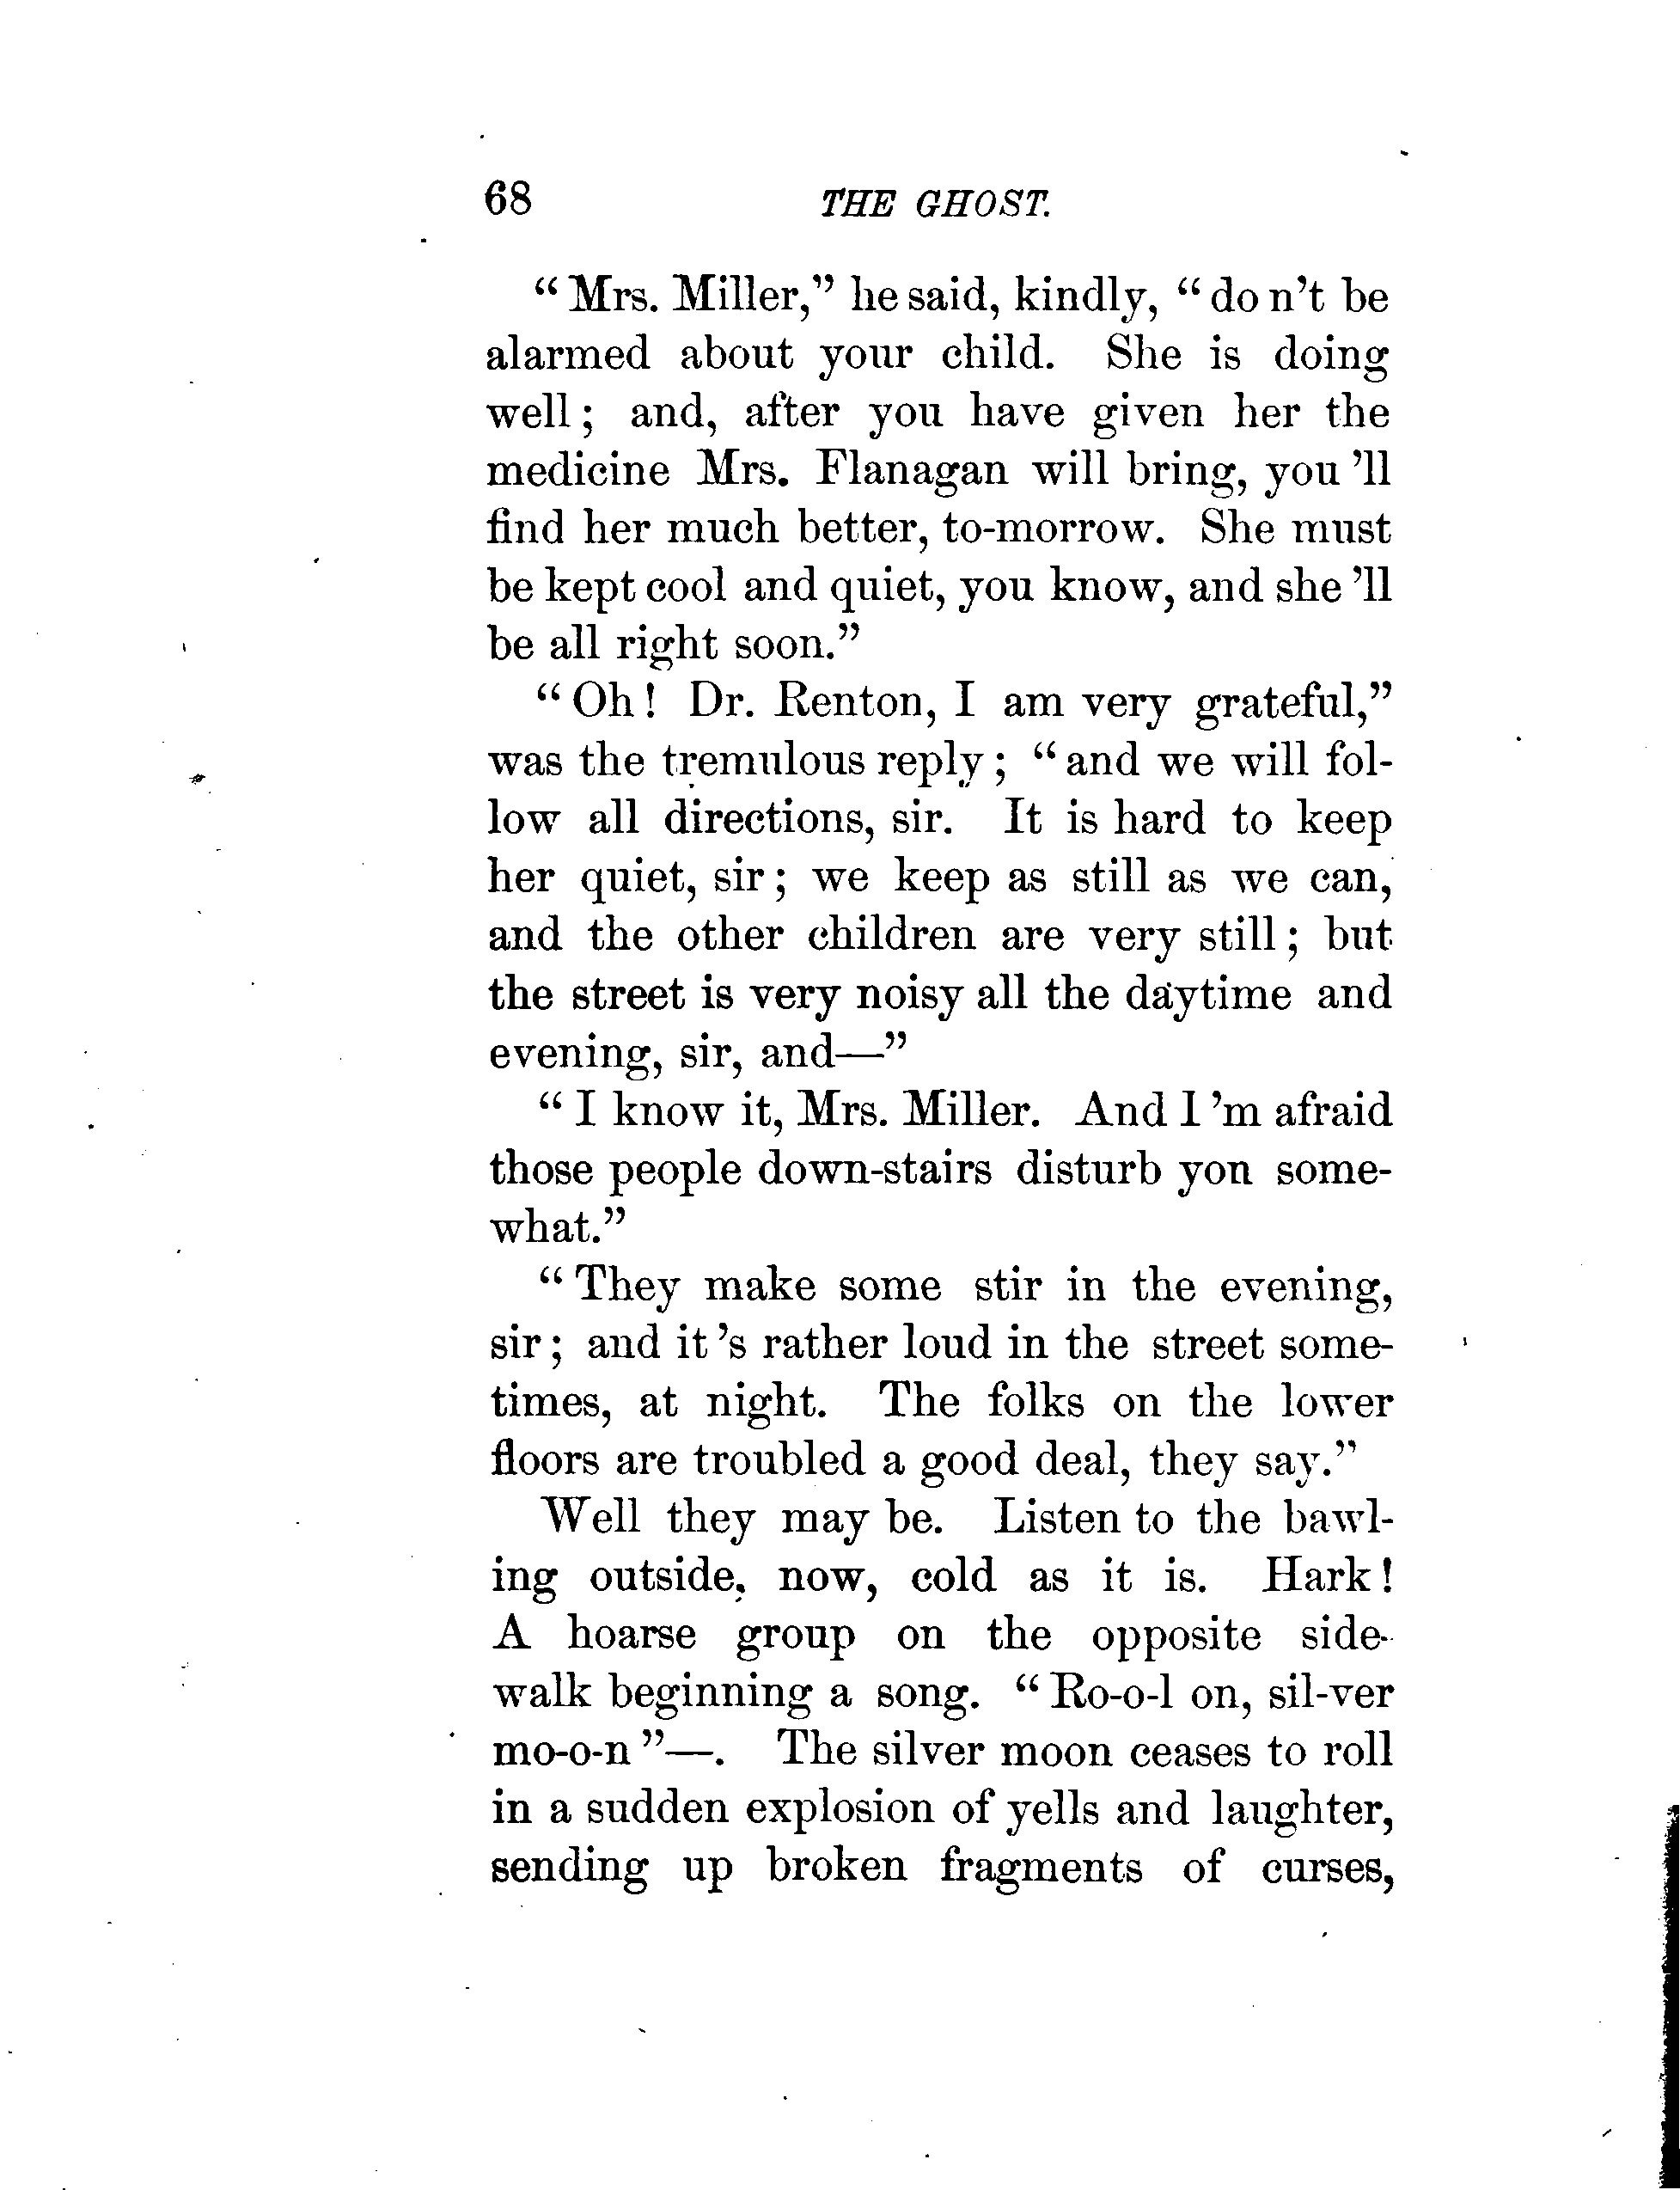 68 THE GHOST.
“Mrs. Miller,” he said, kindly, “do n’t be
alarmed about your child. She is doing
well; and, after you have given her the
medicine Mrs. Flanagan will bring, you ’ll
find her much better, to-morrow. She must
be kept cool and quiet, you know, and she ’ll
be all right soon.”
“Oh! Dr. Renton, I am very grateful,”
was the tremulous reply; “and we will fol-
low all directions, sir. It is hard to keep
her quiet, sir; we keep as still as we can,
and the other children are very still; but
the street is very noisy all the daytime and
evening, sir, and—”
“I know it, Mrs. Miller. And I ’m afraid
those people down-stairs disturb yon some-
what.”
“They make some stir in the evening,
sir; and it ’s rather loud in the street some-
times, at night. The folks on the lower
floors are troubled a good deal, they say.”
Well they may be. Listen to the bawl-
ing outside, now, cold as it is. Hark!
A hoarse group on the opposite side-
walk beginning a song. “Ro-o-l on, sil-ver
mo-o-n”—. The silver moon ceases to roll
in a sudden explosion of yells and laughter,
sending up broken fragments of curses,